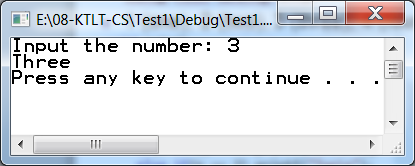 E:\08-KTLT-CS\Test1\Debug\Test1....
Input the number: 3
Three
Press any key to continue . . .